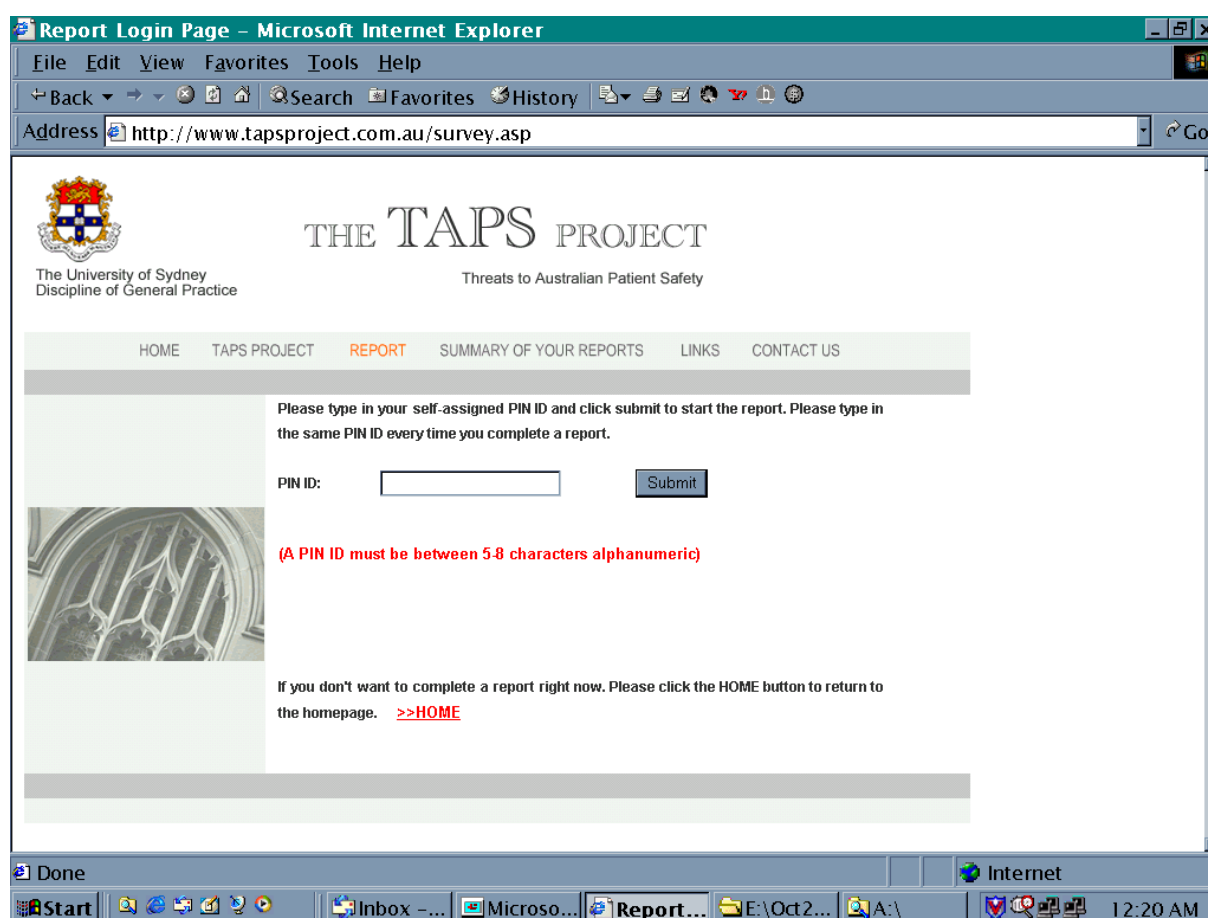 Report Login Page – Microsoft Internet Explorer
File Edit View Favorites Tools Help
Back Search Favorites History
Address http://www.tapsproject.com.au/survey.asp Go
THE TAPS PROJECT
The University of Sydney
Discipline of General Practice
Threats to Australian Patient Safety
HOME TAPS PROJECT REPORT SUMMARY OF YOUR REPORTS LINKS CONTACT US
Please type in your self-assigned PIN ID and click submit to start the report. Please type in
the same PIN ID every time you complete a report.
PIN ID: Submit
(A PIN ID must be between 5-8 characters alphanumeric)
If you don't want to complete a report right now. Please click the HOME button to return to
the homepage. >>HOME
Done Internet
Start Inbox –... Microso... Report... E:\Oct2... A:\ 12:20 AM